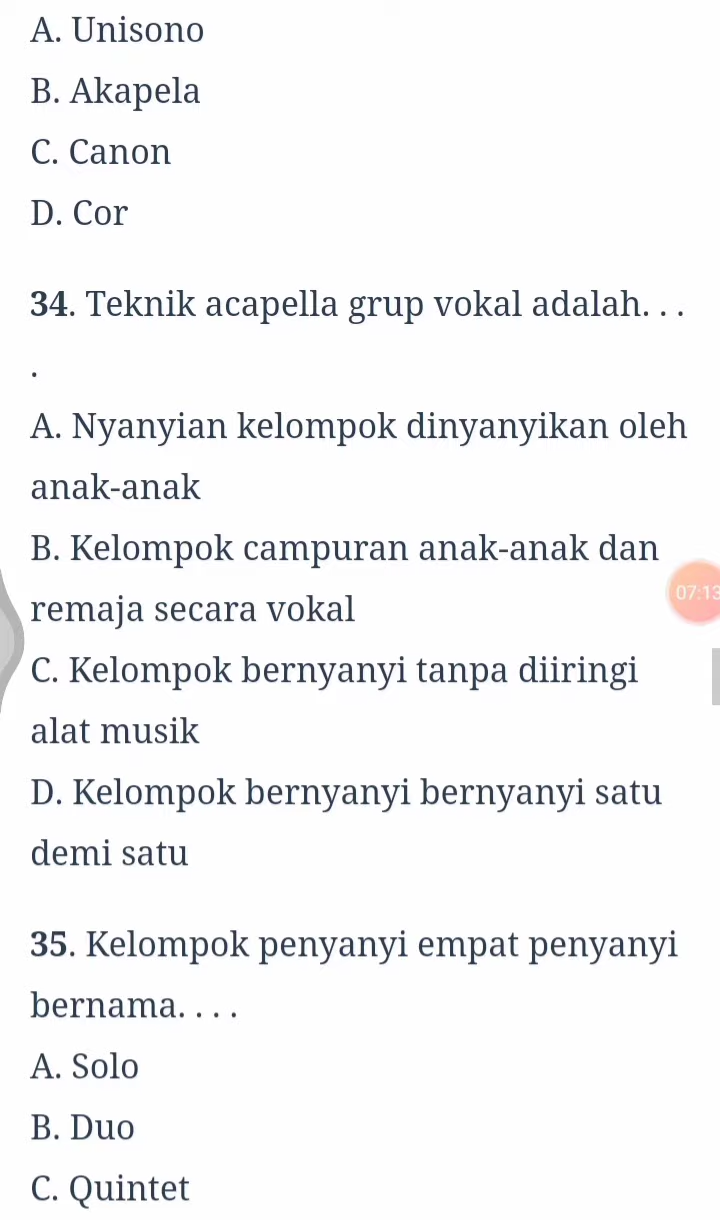 A. Unisono
B. Akapela
C. Canon
D. Cor
34. Teknik acapella grup vokal adalah. . .
.
A. Nyanyian kelompok dinyanyikan oleh
anak-anak
B. Kelompok campuran anak-anak dan
remaja secara vokal
07:13
C. Kelompok bernyanyi tanpa diiringi
alat musik
D. Kelompok bernyanyi bernyanyi satu
demi satu
35. Kelompok penyanyi empat penyanyi
bernama. . . .
A. Solo
B. Duo
C. Quintet